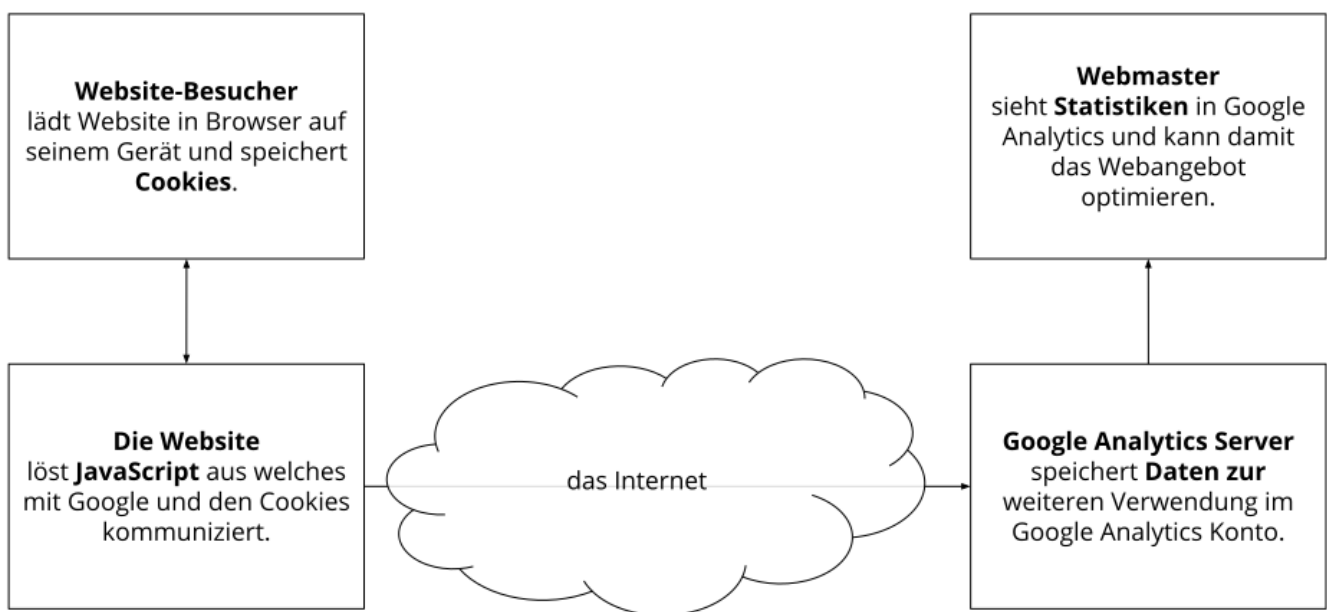 Website-Besucher
lädt Website in Browser auf
seinem Gerät und speichert
Cookies.
Webmaster
sieht Statistiken in Google
Analytics und kann damit
das Webangebot
optimieren.
Die Website
löst JavaScript aus welches
mit Google und den Cookies
kommuniziert.
das Internet
Google Analytics Server
speichert Daten zur
weiteren Verwendung im
Google Analytics Konto.